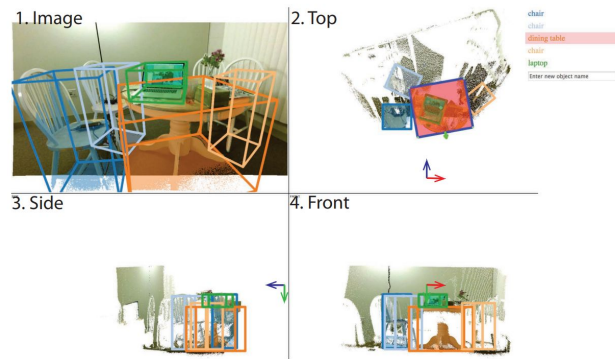 1. Image
2. Top
chair
chair
dining table
chair
laptop
Enter new object name
3. Side
4. Front